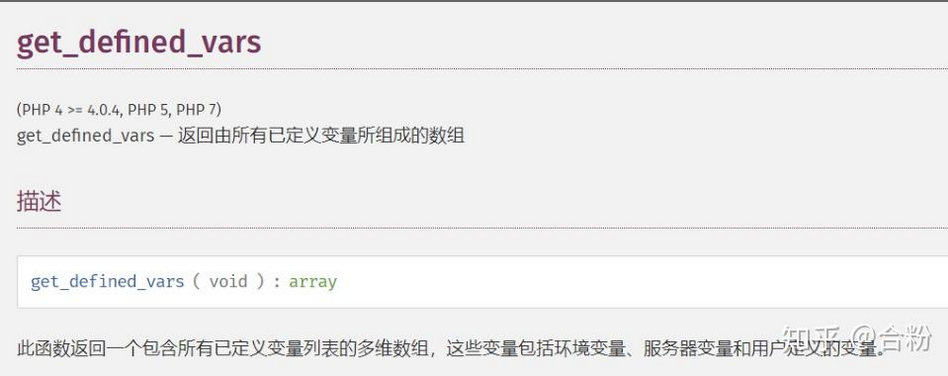 get_defined_vars
(PHP 4 >= 4.0.4, PHP 5, PHP 7)
get_defined_vars — 返回由所有已定义变量所组成的数组
描述
get_defined_vars ( void ) : array
此函数返回一个包含所有已定义变量列表的多维数组，这些变量包括环境变量、服务器变量和用户定义的变量。
知乎 @合粉